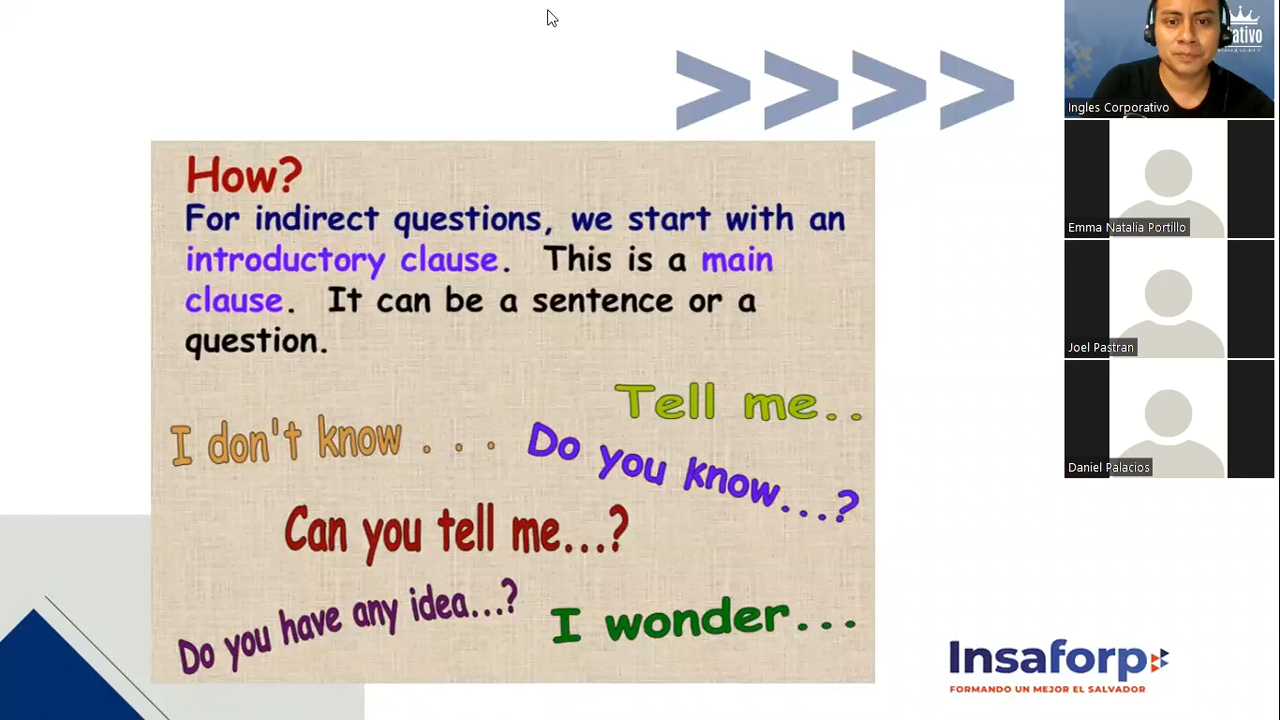 > > > >
How?
For indirect questions, we start with an
introductory clause. This is a main
clause. It can be a sentence or a
question.
Tell me..
I don't know . . .
Do you know...?
Can you tell me...?
Do you have any idea...?
I wonder...
Insaforp
FORMANDO UN MEJOR EL SALVADOR
ativo
Ingles Corporativo
Emma Natalia Portillo
Joel Pastran
Daniel Palacios